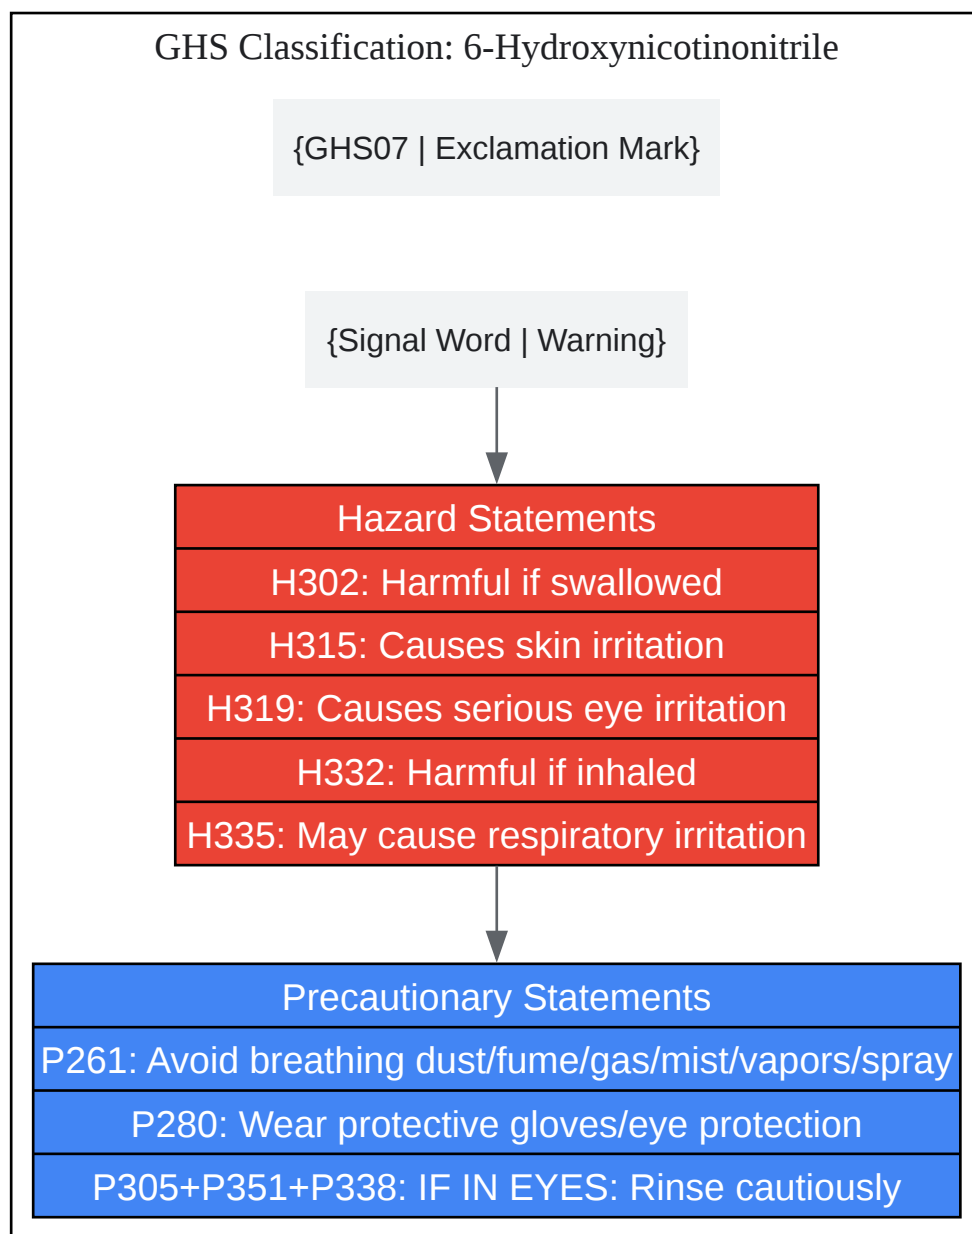 GHS Classification: 6-Hydroxynicotinonitrile
{GHS07 | Exclamation Mark}
{Signal Word | Warning}
Hazard Statements
H302: Harmful if swallowed
H315: Causes skin irritation
H319: Causes serious eye irritation
H332: Harmful if inhaled
H335: May cause respiratory irritation
Precautionary Statements
P261: Avoid breathing dust/fume/gas/mist/vapors/spray
P280: Wear protective gloves/eye protection
P305+P351+P338: IF IN EYES: Rinse cautiously